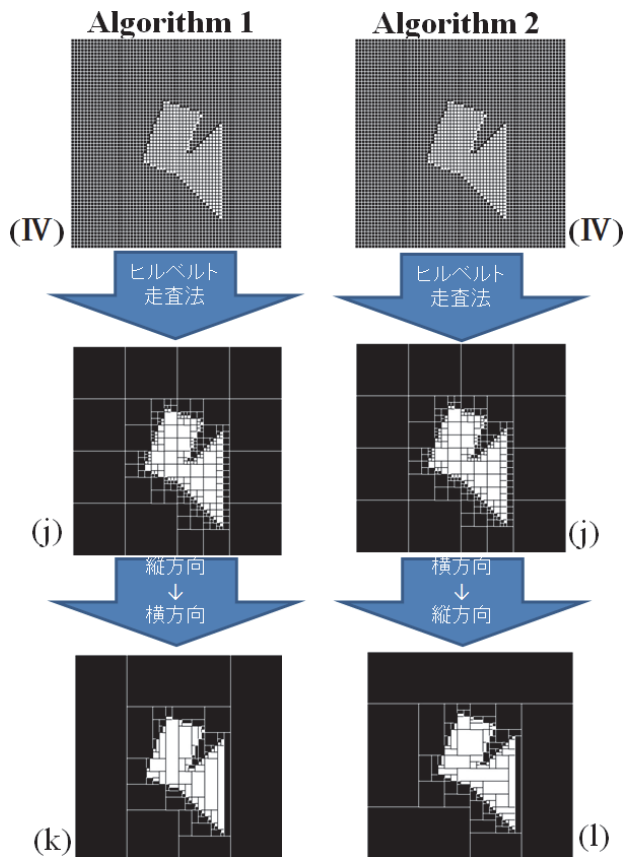 Algorithm 1
Algorithm 2
(Ⅳ)
(Ⅳ)
ヒルベルト
走査法
ヒルベルト
走査法
(j)
(j)
縦方向
↓
横方向
横方向
↓
縦方向
(k)
(l)